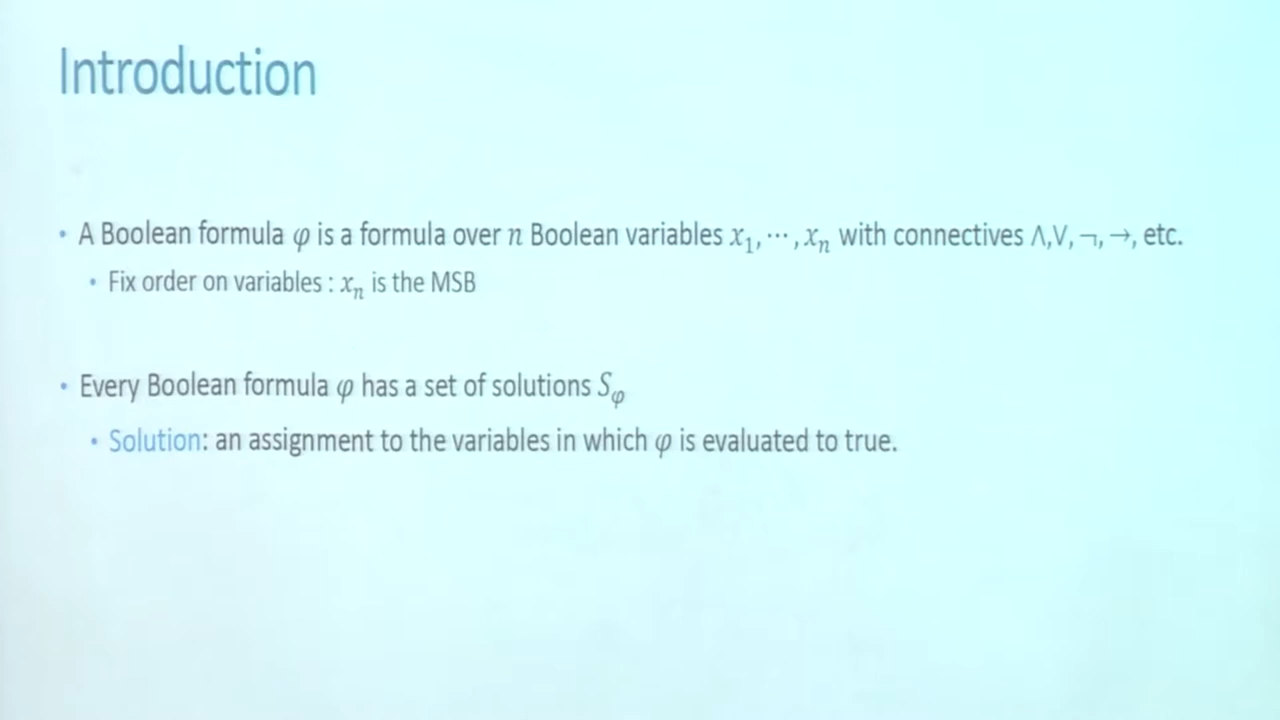 Introduction
• A Boolean formula φ is a formula over n Boolean variables x₁, ⋯ , xₙ with connectives ∧,∨, ¬, →, etc.
• Fix order on variables : xₙ is the MSB
• Every Boolean formula φ has a set of solutions S_φ
• Solution: an assignment to the variables in which φ is evaluated to true.